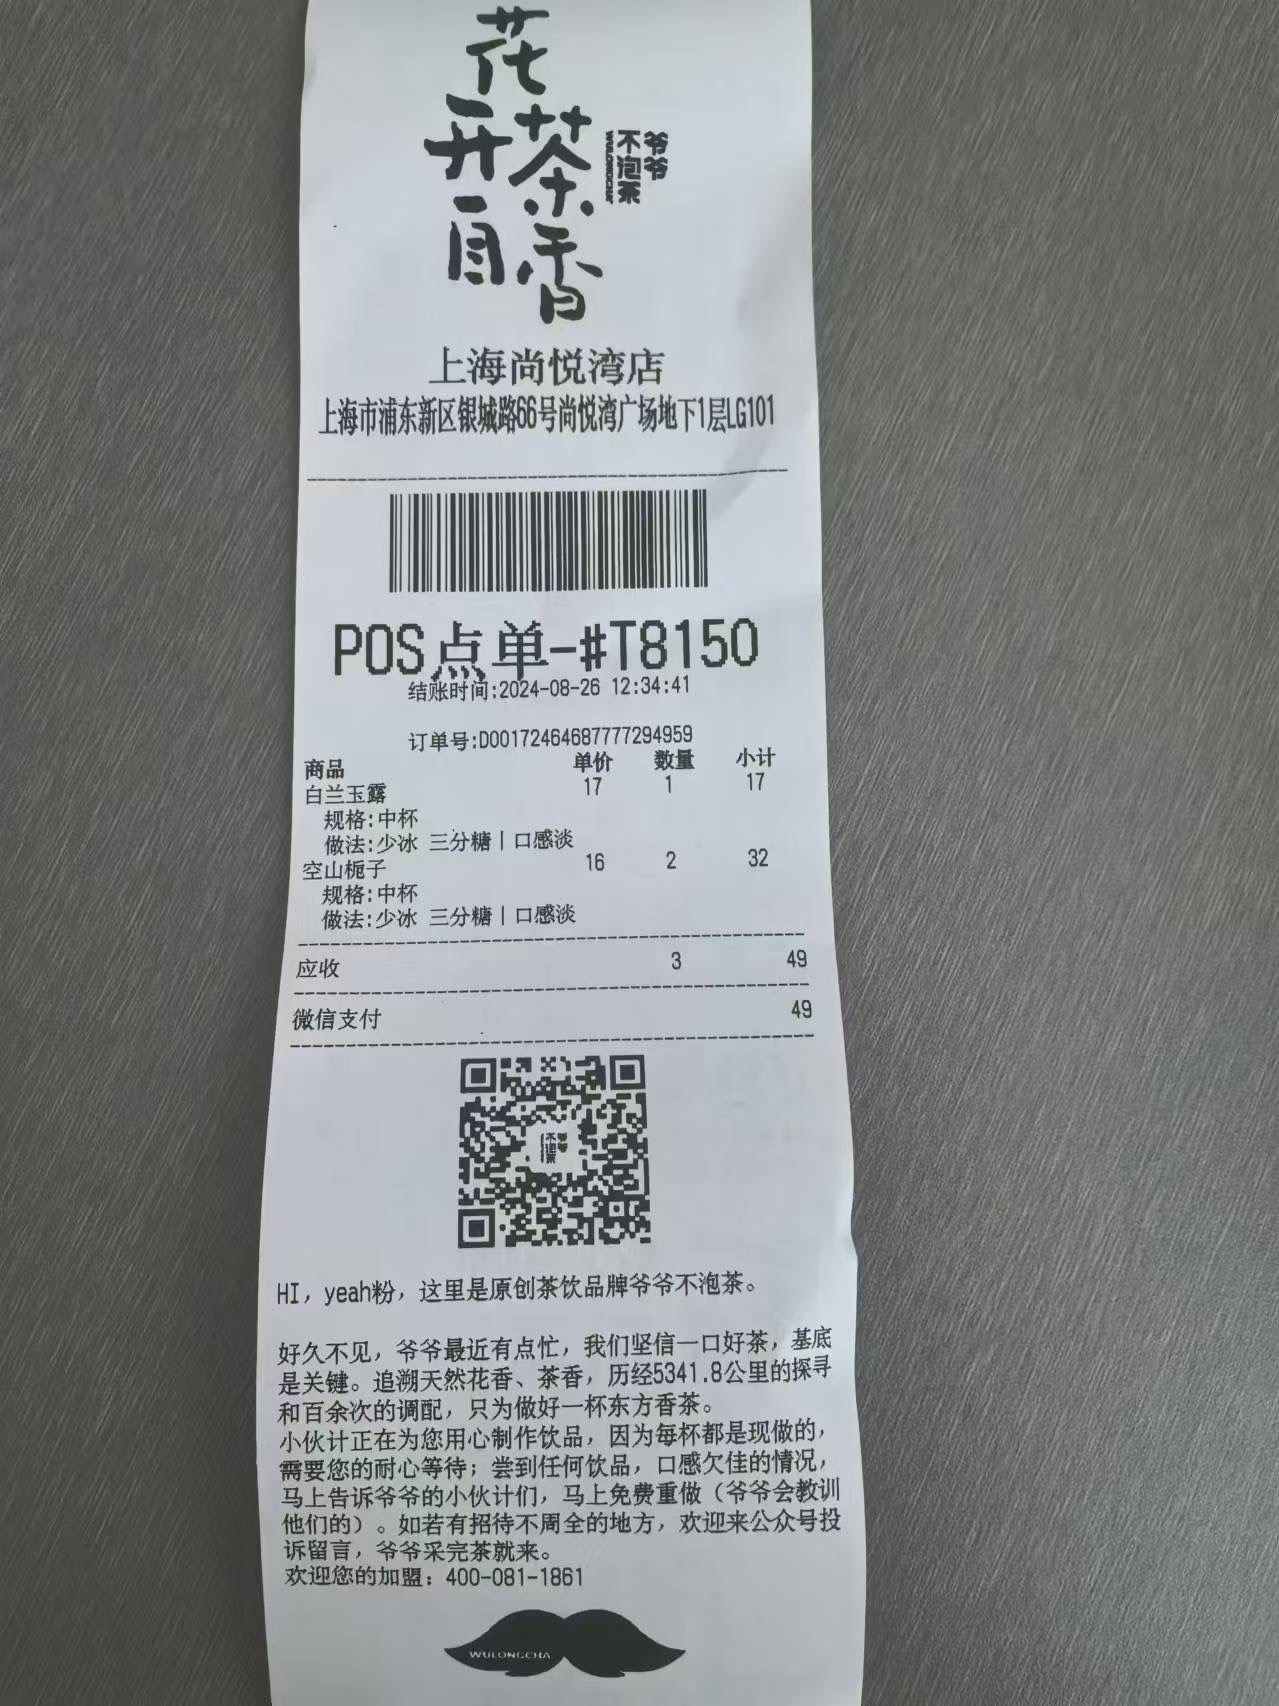 花开自
茶香
爷爷
不泡茶
WULONGCHA
上海尚悦湾店
上海市浦东新区银城路66号尚悦湾广场地下1层LG101
POS点单-#T8150
结账时间:2024-08-26 12:34:41
订单号:D00172464687777294959
商品 单价 数量 小计
白兰玉露 17 1 17
规格:中杯
做法:少冰 三分糖|口感淡
空山栀子 16 2 32
规格:中杯
做法:少冰 三分糖|口感淡
应收 3 49
微信支付 49
爷爷
不泡茶
HI，yeah粉，这里是原创茶饮品牌爷爷不泡茶。
好久不见，爷爷最近有点忙，我们坚信一口好茶，基底
是关键。追溯天然花香、茶香，历经5341.8公里的探寻
和百余次的调配，只为做好一杯东方香茶。
小伙计正在为您用心制作饮品，因为每杯都是现做的，
需要您的耐心等待；尝到任何饮品，口感欠佳的情况，
马上告诉爷爷的小伙计们，马上免费重做（爷爷会教训
他们的）。如若有招待不周全的地方，欢迎来公众号投
诉留言，爷爷采完茶就来。
欢迎您的加盟：400-081-1861
WULONGCHA